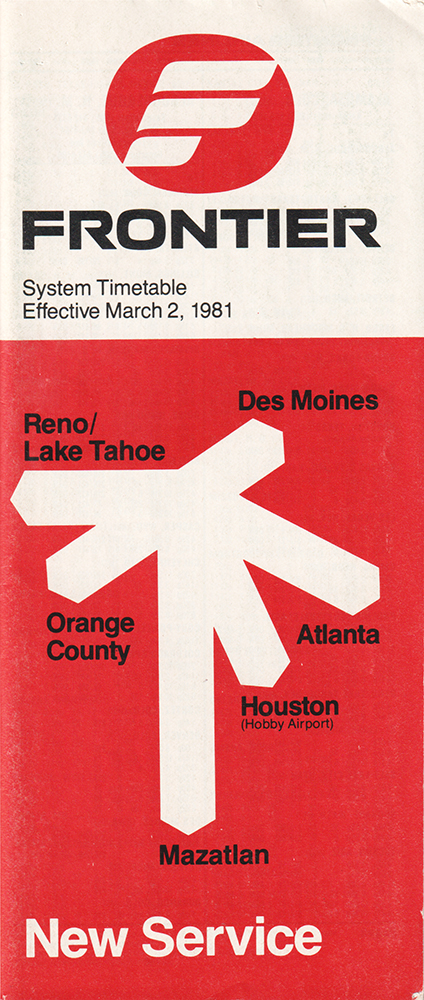 FRONTIER
System Timetable
Effective March 2, 1981
Des Moines
Reno/
Lake Tahoe
Orange
County
Atlanta
Houston
(Hobby Airport)
Mazatlan
New Service